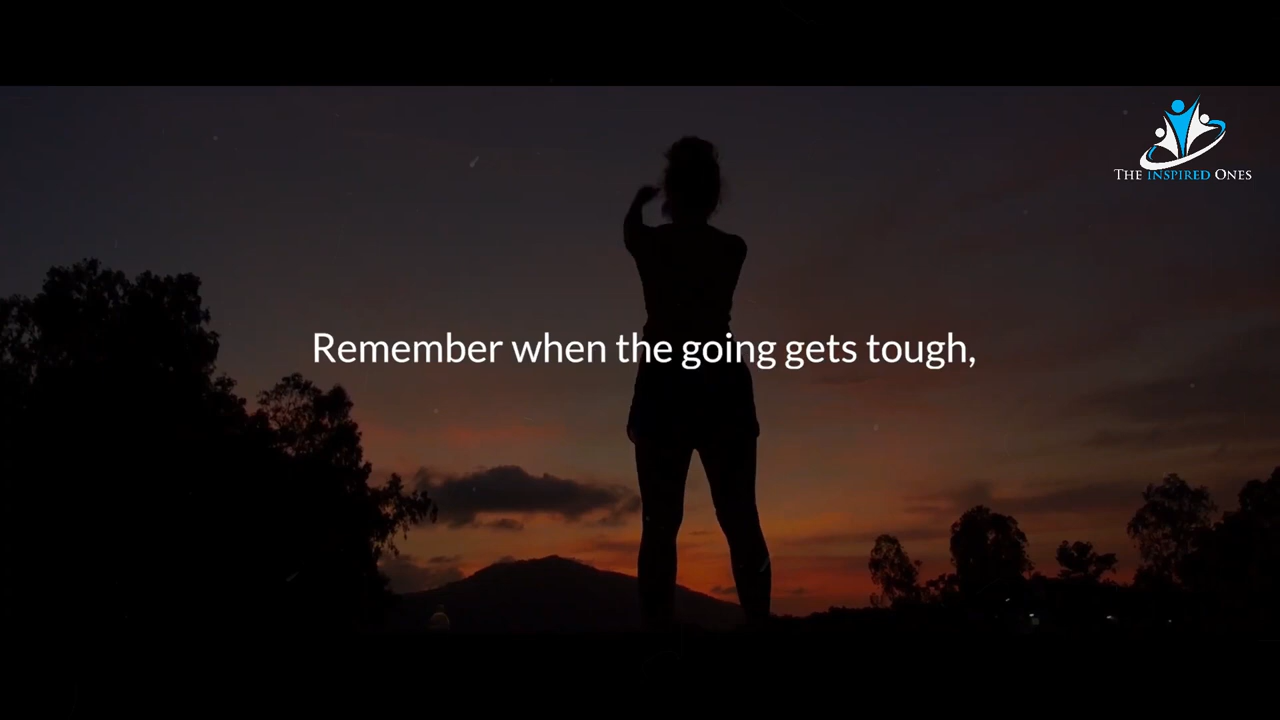 THE INSPIRED ONES
Remember when the going gets tough,